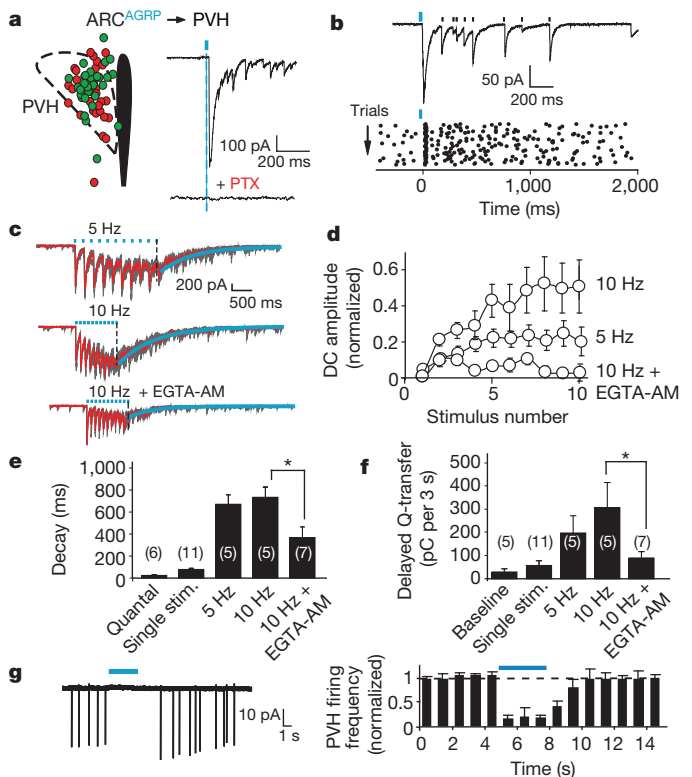 a
ARC^AGRP → PVH
PVH
100 pA
200 ms
+ PTX
b
50 pA
200 ms
Trials
0 1,000 2,000
Time (ms)
c
5 Hz
200 pA
500 ms
10 Hz
10 Hz + EGTA-AM
d
DC amplitude
(normalized)
0.6
0.4
0.2
0
0 5 10
Stimulus number
10 Hz
5 Hz
10 Hz +
EGTA-AM
e
Decay (ms)
1,000
800
600
400
200
0
*
(6) (11) (5) (5) (7)
Quantal
Single stim.
5 Hz
10 Hz
10 Hz +
EGTA-AM
f
Delayed Q-transfer
(pC per 3 s)
500
400
300
200
100
0
*
(5) (11) (5) (5) (7)
Baseline
Single stim.
5 Hz
10 Hz
10 Hz +
EGTA-AM
g
10 pA
1 s
PVH firing
frequency
(normalized)
1
0.5
0
0 2 4 6 8 10 12 14
Time (s)